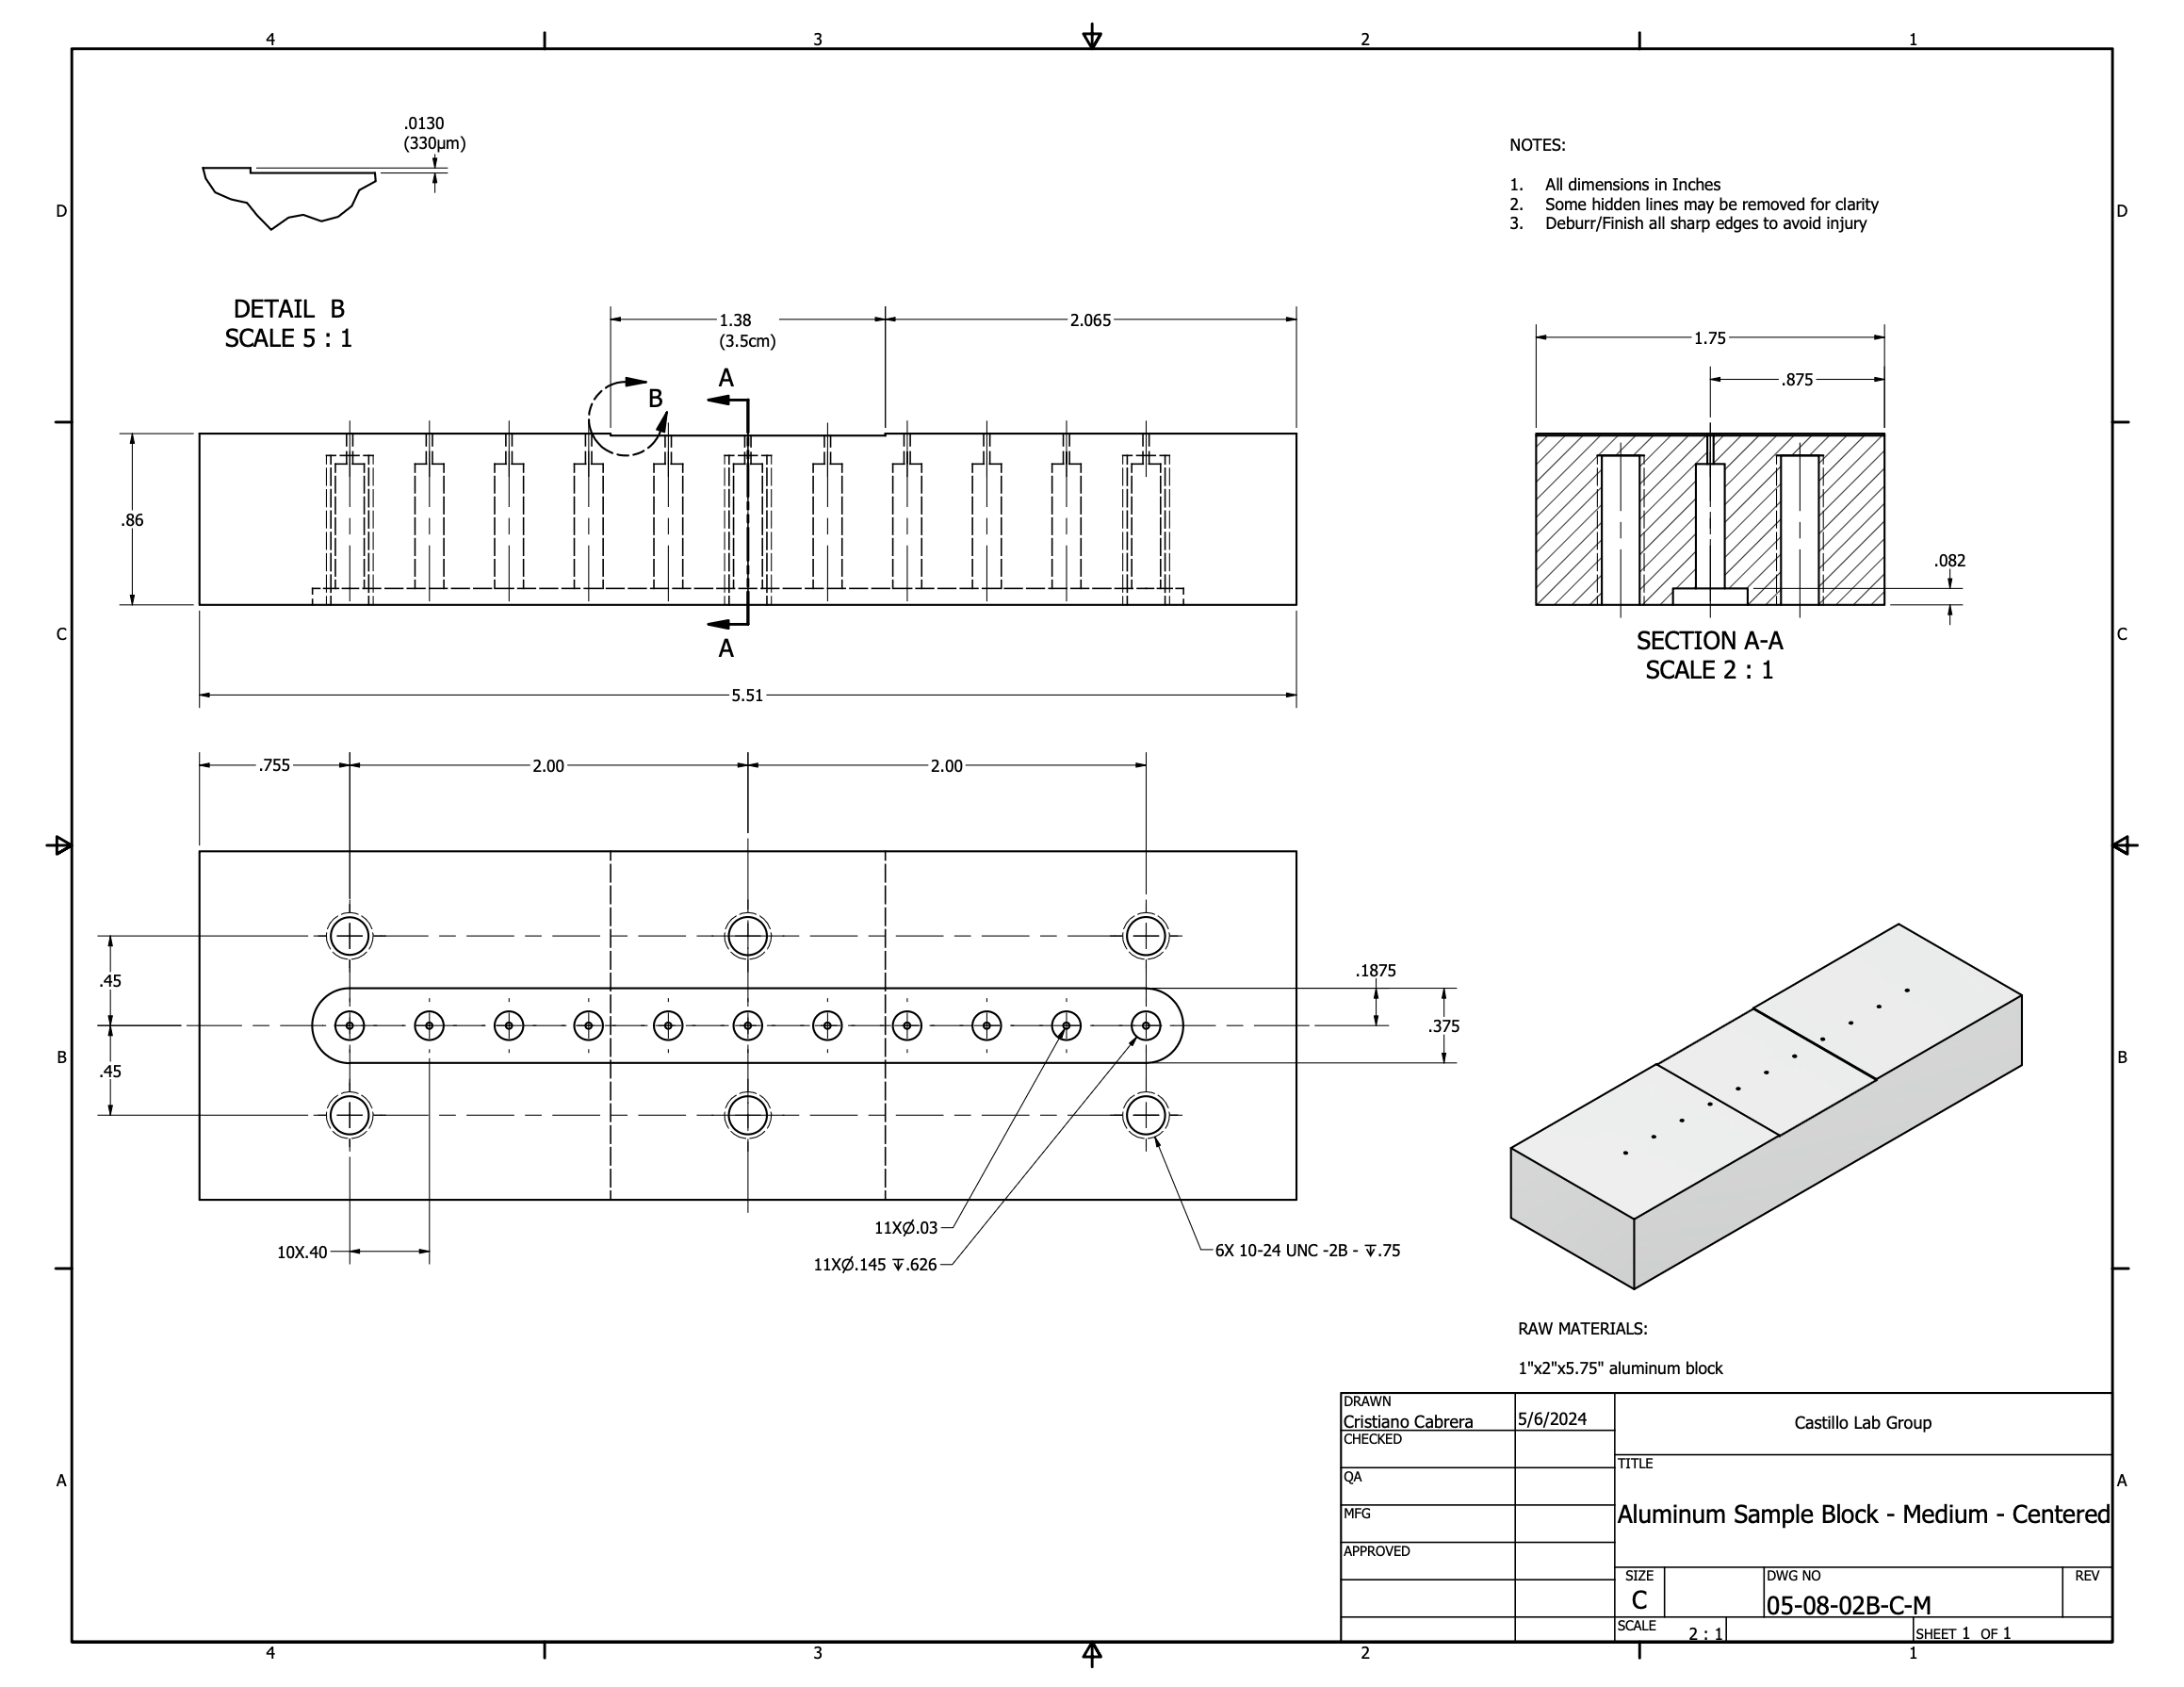 4 3 2 1
.0130
(330µm)
NOTES:
1. All dimensions in Inches
2. Some hidden lines may be removed for clarity
3. Deburr/Finish all sharp edges to avoid injury
D D
DETAIL B
SCALE 5 : 1
1.38
(3.5cm)
2.065
1.75
.875
A
B
.86
.082
A
SECTION A-A
SCALE 2 : 1
C C
5.51
.755
2.00
2.00
.45
.45
.1875
.375
B B
11XØ.03
11XØ.145 ↧.626
10X.40
6X 10-24 UNC -2B - ↧.75
RAW MATERIALS:
1"x2"x5.75" aluminum block
A A
DRAWN
Cristiano Cabrera
5/6/2024
CHECKED
QA
MFG
APPROVED
Castillo Lab Group
TITLE
Aluminum Sample Block - Medium - Centered
SIZE
C
DWG NO
05-08-02B-C-M
REV
SCALE
2 : 1
SHEET 1 OF 1
4 3 2 1